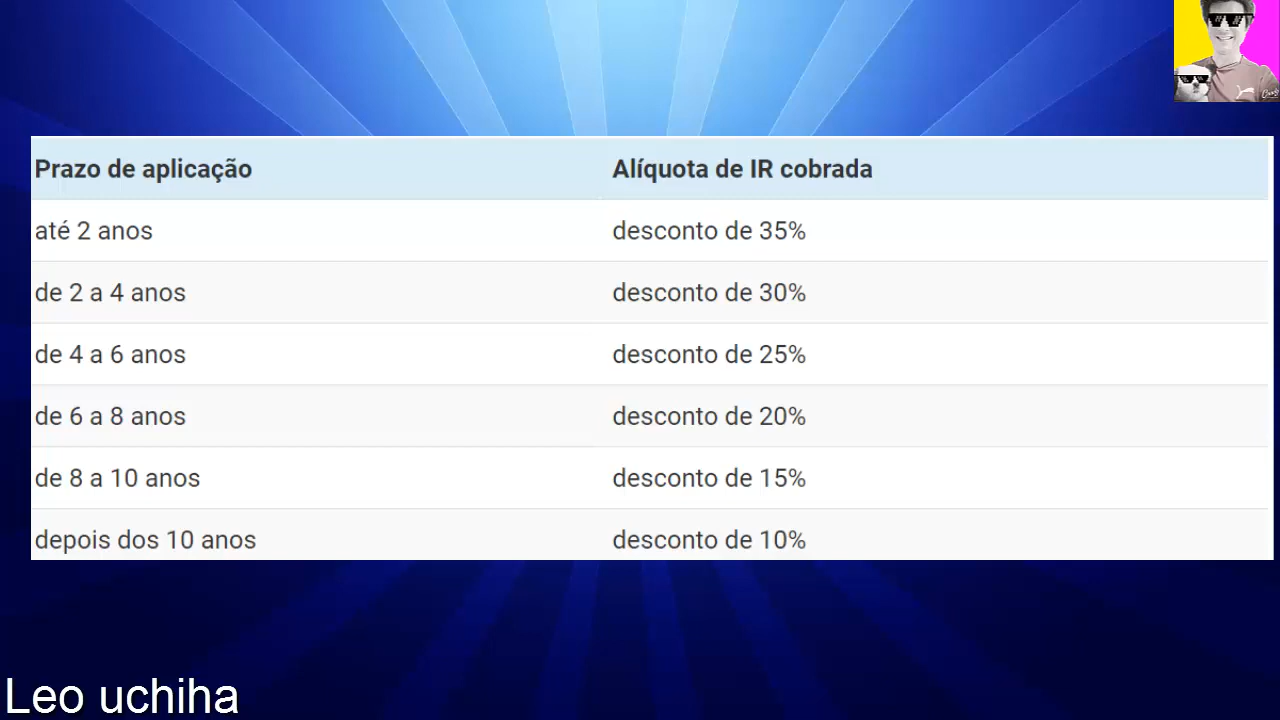 Prazo de aplicação Alíquota de IR cobrada
até 2 anos desconto de 35%
de 2 a 4 anos desconto de 30%
de 4 a 6 anos desconto de 25%
de 6 a 8 anos desconto de 20%
de 8 a 10 anos desconto de 15%
depois dos 10 anos desconto de 10%
Leo uchiha